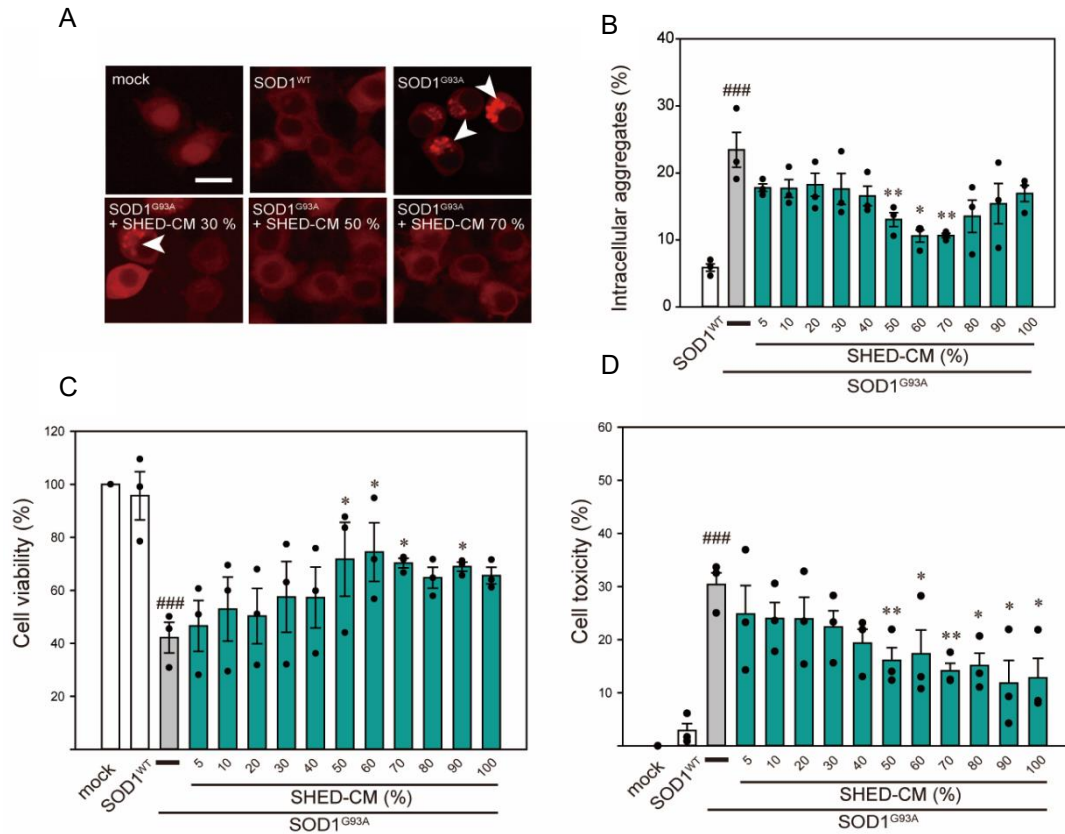 A
mock
SOD1WT
SOD1G93A
SOD1G93A
+ SHED-CM 30 %
SOD1G93A
+ SHED-CM 50 %
SOD1G93A
+ SHED-CM 70 %
B
Intracellular aggregates (%)
40
30
20
10
0
###
**
*
**
SOD1WT
5
10
20
30
40
50
60
70
80
90
100
SHED-CM (%)
SOD1G93A
C
Cell viability (%)
120
100
80
60
40
20
###
*
*
*
*
mock
SOD1WT
5
10
20
30
40
50
60
70
80
90
100
SHED-CM (%)
SOD1G93A
D
Cell toxicity (%)
60
50
40
30
20
10
0
###
**
*
**
*
*
*
mock
SOD1WT
5
10
20
30
40
50
60
70
80
90
100
SHED-CM (%)
SOD1G93A